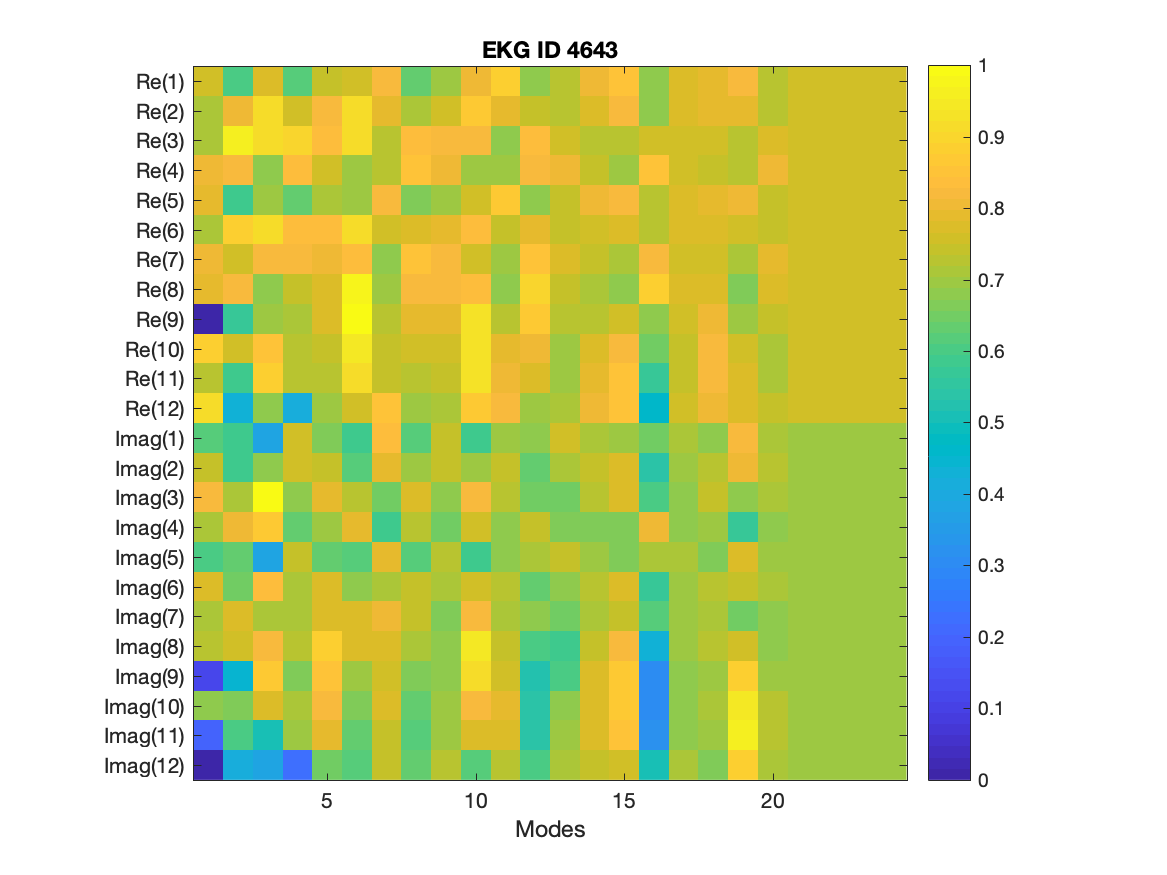 EKG ID 4643
Re(1)
Re(2)
Re(3)
Re(4)
Re(5)
Re(6)
Re(7)
Re(8)
Re(9)
Re(10)
Re(11)
Re(12)
Imag(1)
Imag(2)
Imag(3)
Imag(4)
Imag(5)
Imag(6)
Imag(7)
Imag(8)
Imag(9)
Imag(10)
Imag(11)
Imag(12)
5 10 15 20
Modes
1
0.9
0.8
0.7
0.6
0.5
0.4
0.3
0.2
0.1
0